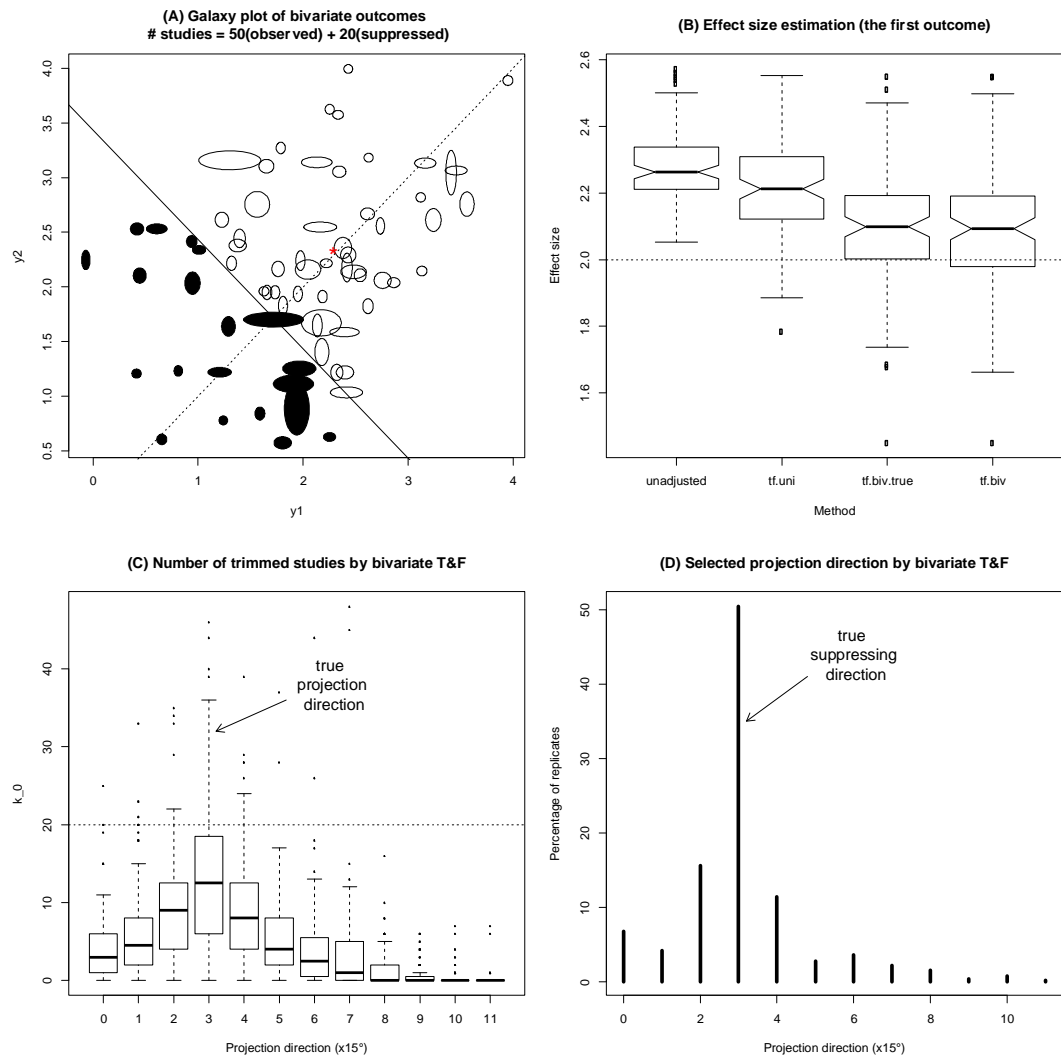 (A) Galaxy plot of bivariate outcomes
# studies = 50(observed) + 20(suppressed)
4.0
3.5
3.0
2.5
2.0
1.5
1.0
0.5
y2
0 1 2 3 4
y1
(B) Effect size estimation (the first outcome)
2.6
2.4
2.2
2.0
1.8
1.6
Effect size
unadjusted tf.uni tf.biv.true tf.biv
Method
(C) Number of trimmed studies by bivariate T&F
40
30
20
10
0
k_0
true
projection
direction
0 1 2 3 4 5 6 7 8 9 10 11
Projection direction (x15°)
(D) Selected projection direction by bivariate T&F
50
40
30
20
10
0
Percentage of replicates
true
suppressing
direction
0 2 4 6 8 10
Projection direction (x15°)